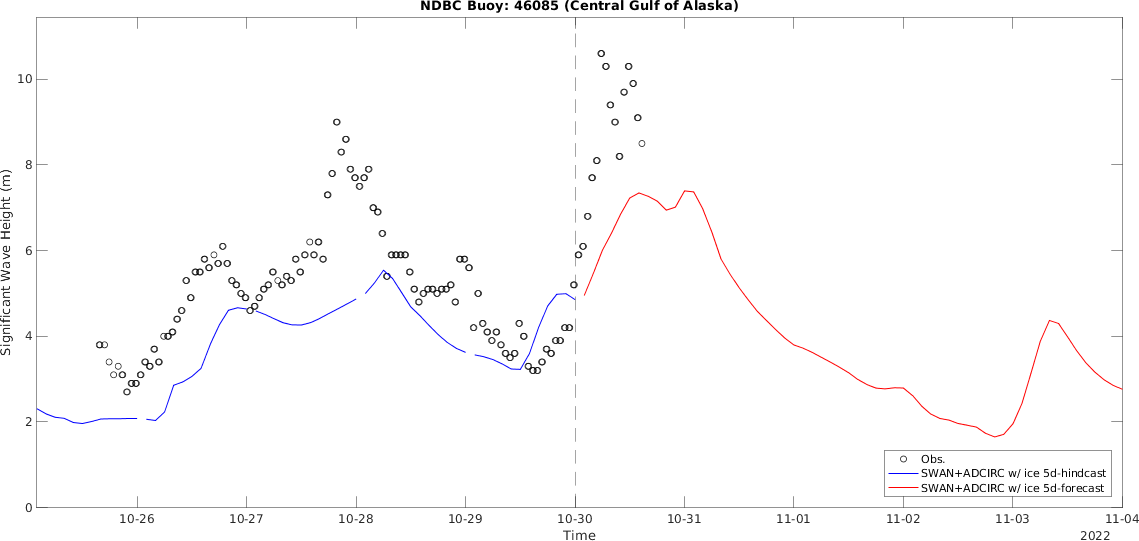 NDBC Buoy: 46085 (Central Gulf of Alaska)
Significant Wave Height (m)
10
8
6
4
2
0
Obs.
SWAN+ADCIRC w/ ice 5d-hindcast
SWAN+ADCIRC w/ ice 5d-forecast
10-26 10-27 10-28 10-29 10-30 10-31 11-01 11-02 11-03 11-04
Time
2022